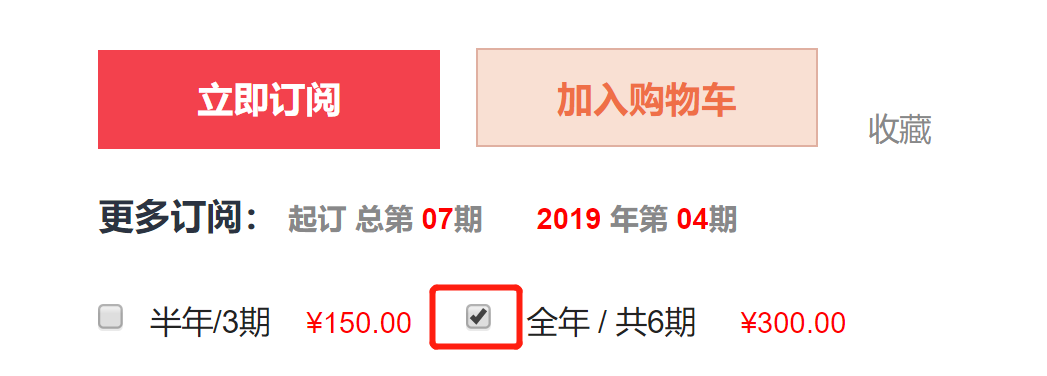 立即订阅 加入购物车 收藏
更多订阅： 起订 总第 07期 2019 年第 04期
半年/3期 ¥150.00 全年 / 共6期 ¥300.00